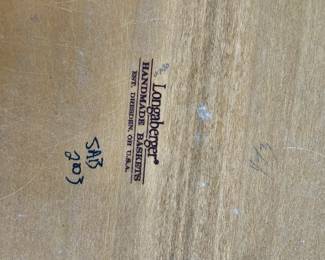 Longaberger®
HANDMADE BASKETS
EST. DRESDEN, OH U.S.A.
SAB
2003